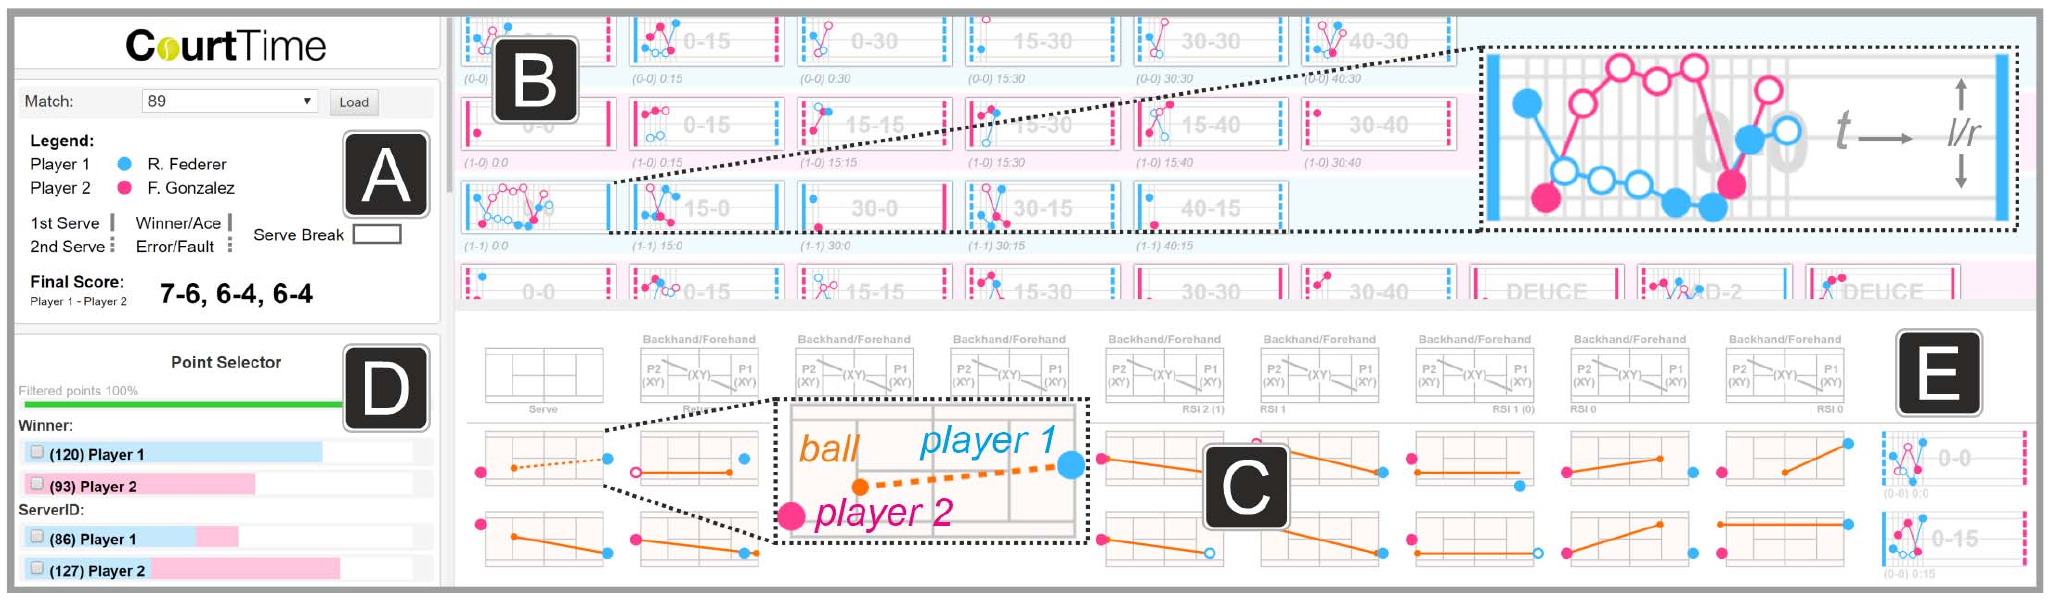 CourtTime
Match: 89 Load
Legend:
Player 1 R. Federer
Player 2 F. Gonzalez
1st Serve Winner/Ace
2nd Serve Error/Fault
Serve Break
Final Score:
Player 1 - Player 2
7-6, 6-4, 6-4
A
B
0-15 0-30 15-30 30-30 40-30
(0-0) (0-0) 0:15 (0-0) 0:30 (0-0) 15:30 (0-0) 30:30 (0-0) 40:30
0-0 0-15 15-15 15-30 15-40 30-40
(1-0) 0:0 (1-0) 0:15 (1-0) 15:15 (1-0) 15:30 (1-0) 15:40 (1-0) 30:40
15-0 30-0 30-15 40-15
(1-1) 0:0 (1-1) 15:0 (1-1) 30:0 (1-1) 30:15 (1-1) 40:15
0-0 0-15 15-15 15-30 30-30 30-40 DEUCE AD-2 DEUCE
0-0
t
l/r
Point Selector
Filtered points 100%
Winner:
(120) Player 1
(93) Player 2
ServerID:
(86) Player 1
(127) Player 2
D
Backhand/Forehand Backhand/Forehand Backhand/Forehand Backhand/Forehand Backhand/Forehand Backhand/Forehand Backhand/Forehand Backhand/Forehand
P2 (XY) (XY) P1 (XY) P2 (XY) (XY) P1 (XY) P2 (XY) (XY) P1 (XY) P2 (XY) (XY) P1 (XY) P2 (XY) (XY) P1 (XY) P2 (XY) (XY) P1 (XY) P2 (XY) (XY) P1 (XY) P2 (XY) (XY) P1 (XY)
Serve RSI 2 (1) RSI 1 RSI 1 (0) RSI 0 RSI 0
E
ball
player 1
player 2
C
0-0
(0-0) 0:0
0-15
(0-0) 0:15